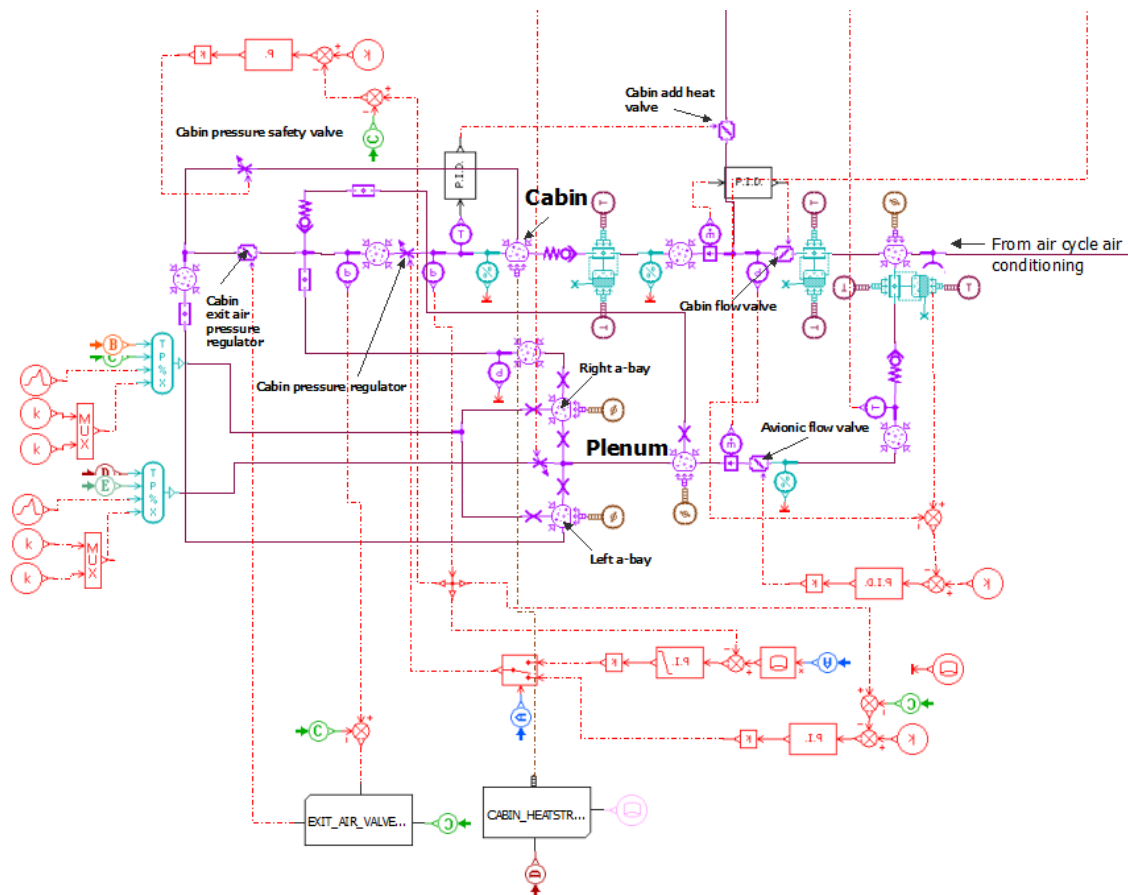 k
P.
k
Cabin add heat
valve
C
Cabin pressure safety valve
P.I.D.
P.I.D.
Cabin
T
T
φ
T
m
From air cycle air
conditioning
P
P
%
%
P
T
T
Cabin
exit air
pressure
regulator
Cabin flow valve
T
T
B
C
T
P
%
X
Cabin pressure regulator
P
Right a-bay
k
k
MUX
φ
T
Plenum
m
Avionic flow valve
D
E
T
P
%
X
%
φ
φ
k
k
MUX
Left a-bay
k
P.I.D.
k
k
P.I.
A
C
A
k
P.I.
k
C
EXIT_AIR_VALVE...
C
CABIN_HEATSTR...
D